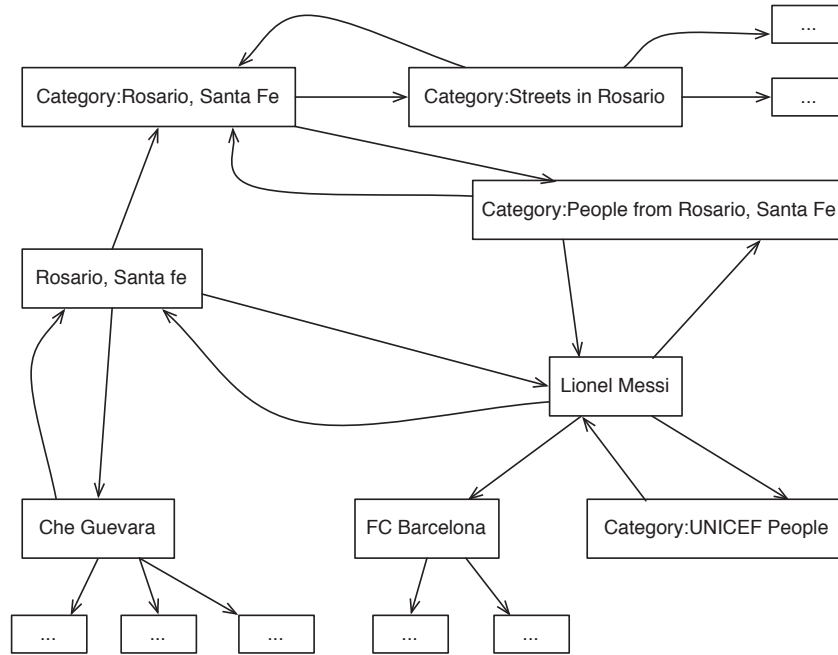 ...
Category:Rosario, Santa Fe
Category:Streets in Rosario
...
Category:People from Rosario, Santa Fe
Rosario, Santa fe
Lionel Messi
Che Guevara
FC Barcelona
Category:UNICEF People
...
...
...
...
...